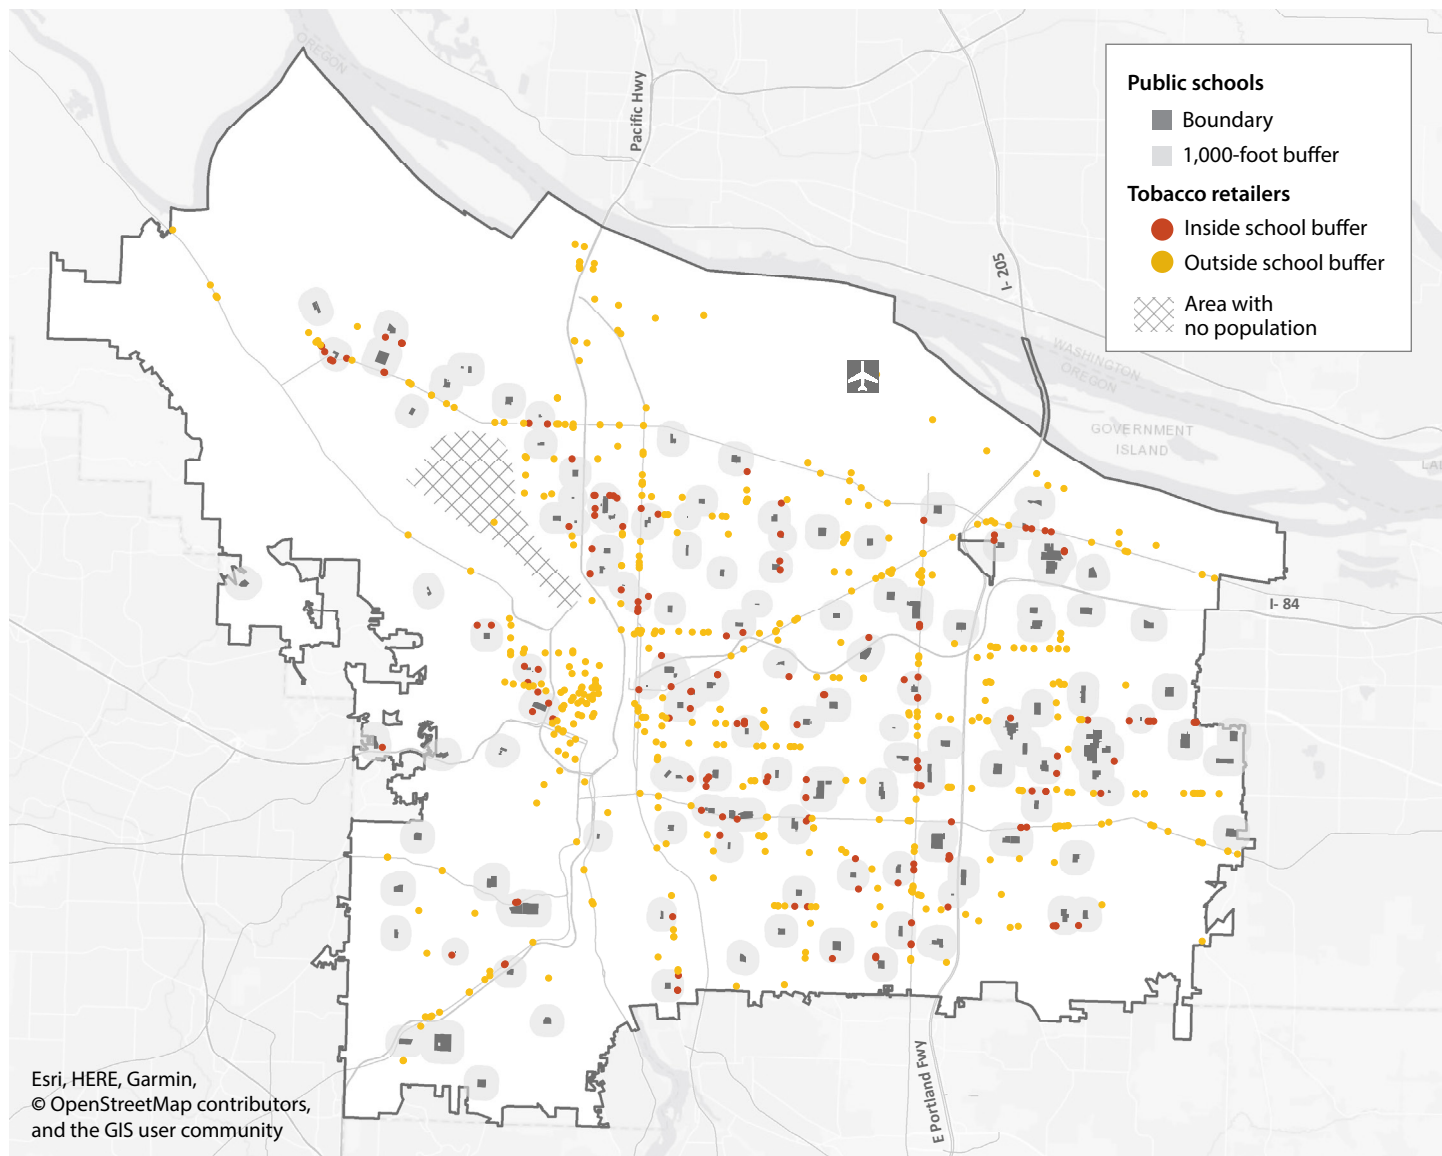 OREGON
Pacific Hwy
I- 205
Public schools
Boundary
1,000-foot buffer
Tobacco retailers
Inside school buffer
Outside school buffer
Area with
no population
WASHINGTON
OREGON
GOVERNMENT
ISLAND
I- 84
E Portland Fwy
Esri, HERE, Garmin,
© OpenStreetMap contributors,
and the GIS user community